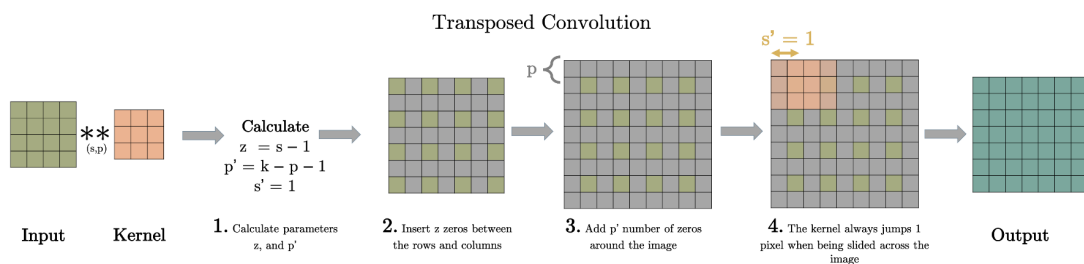 Transposed Convolution
s' = 1
p
**
(s,p)
Calculate
z = s − 1
p' = k − p − 1
s' = 1
Input
Kernel
1. Calculate parameters
z, and p'
2. Insert z zeros between
the rows and columns
3. Add p' number of zeros
around the image
4. The kernel always jumps 1
pixel when being slided across the
image
Output